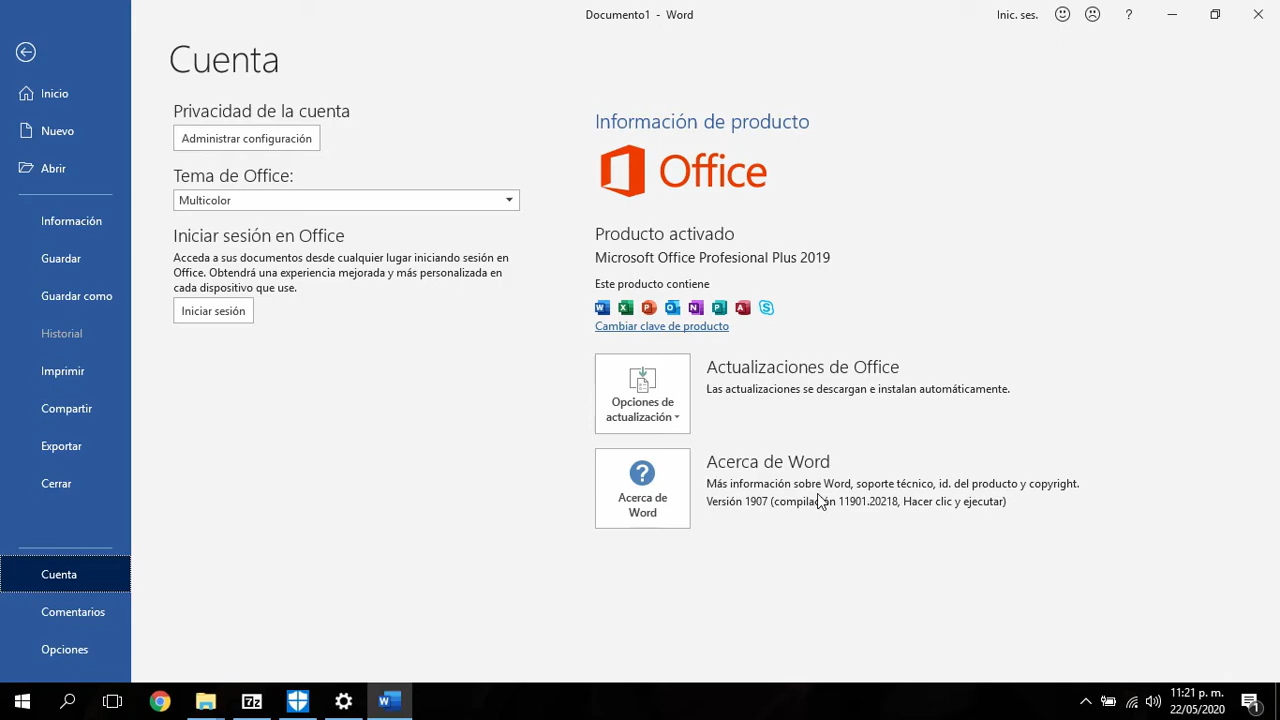 Documento1 - Word
Inic. ses.
?
Cuenta
Inicio
Nuevo
Abrir
Información
Guardar
Guardar como
Historial
Imprimir
Compartir
Exportar
Cerrar
Cuenta
Comentarios
Opciones
Privacidad de la cuenta
Administrar configuración
Tema de Office:
Multicolor
Iniciar sesión en Office
Acceda a sus documentos desde cualquier lugar iniciando sesión en
Office. Obtendrá una experiencia mejorada y más personalizada en
cada dispositivo que use.
Iniciar sesión
Información de producto
Office
Producto activado
Microsoft Office Profesional Plus 2019
Este producto contiene
Cambiar clave de producto
Opciones de
actualización
Actualizaciones de Office
Las actualizaciones se descargan e instalan automáticamente.
Acerca de
Word
Acerca de Word
Más información sobre Word, soporte técnico, id. del producto y copyright.
Versión 1907 (compilación 11901.20218, Hacer clic y ejecutar)
7z
11:21 p. m.
22/05/2020
1